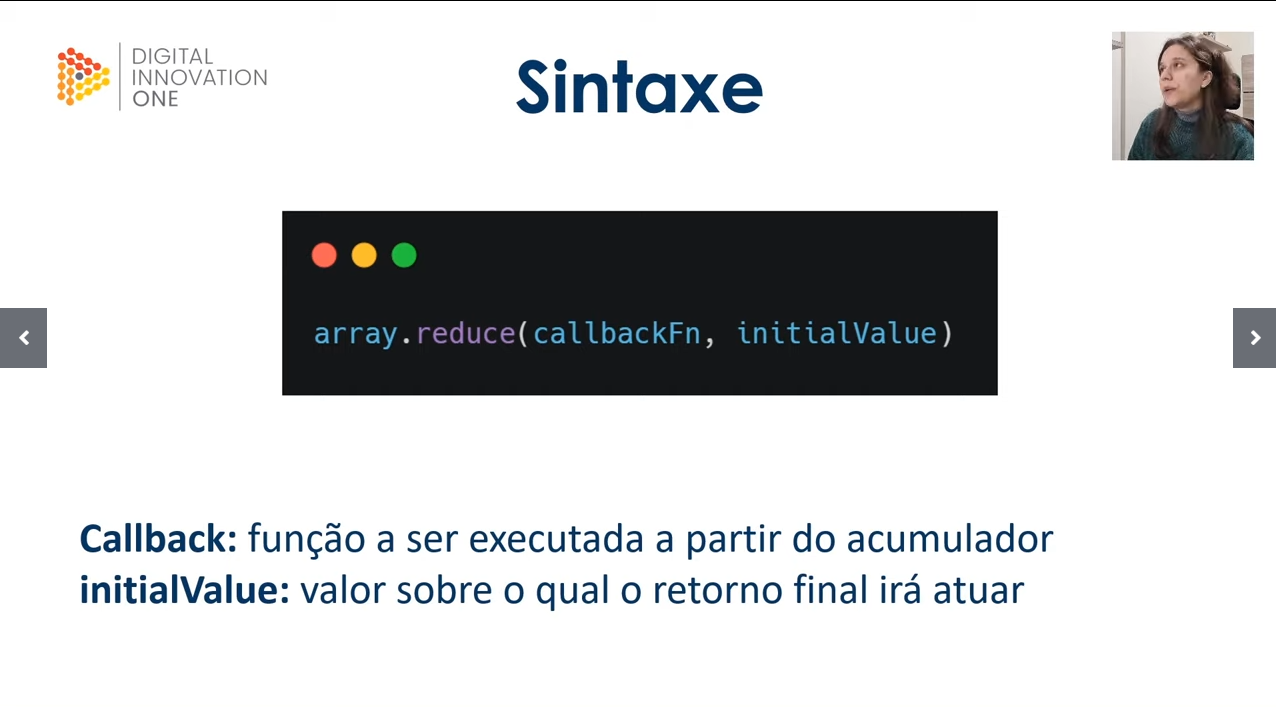 DIGITAL
INNOVATION
ONE
Sintaxe
array.reduce(callbackFn, initialValue)
Callback: função a ser executada a partir do acumulador
initialValue: valor sobre o qual o retorno final irá atuar